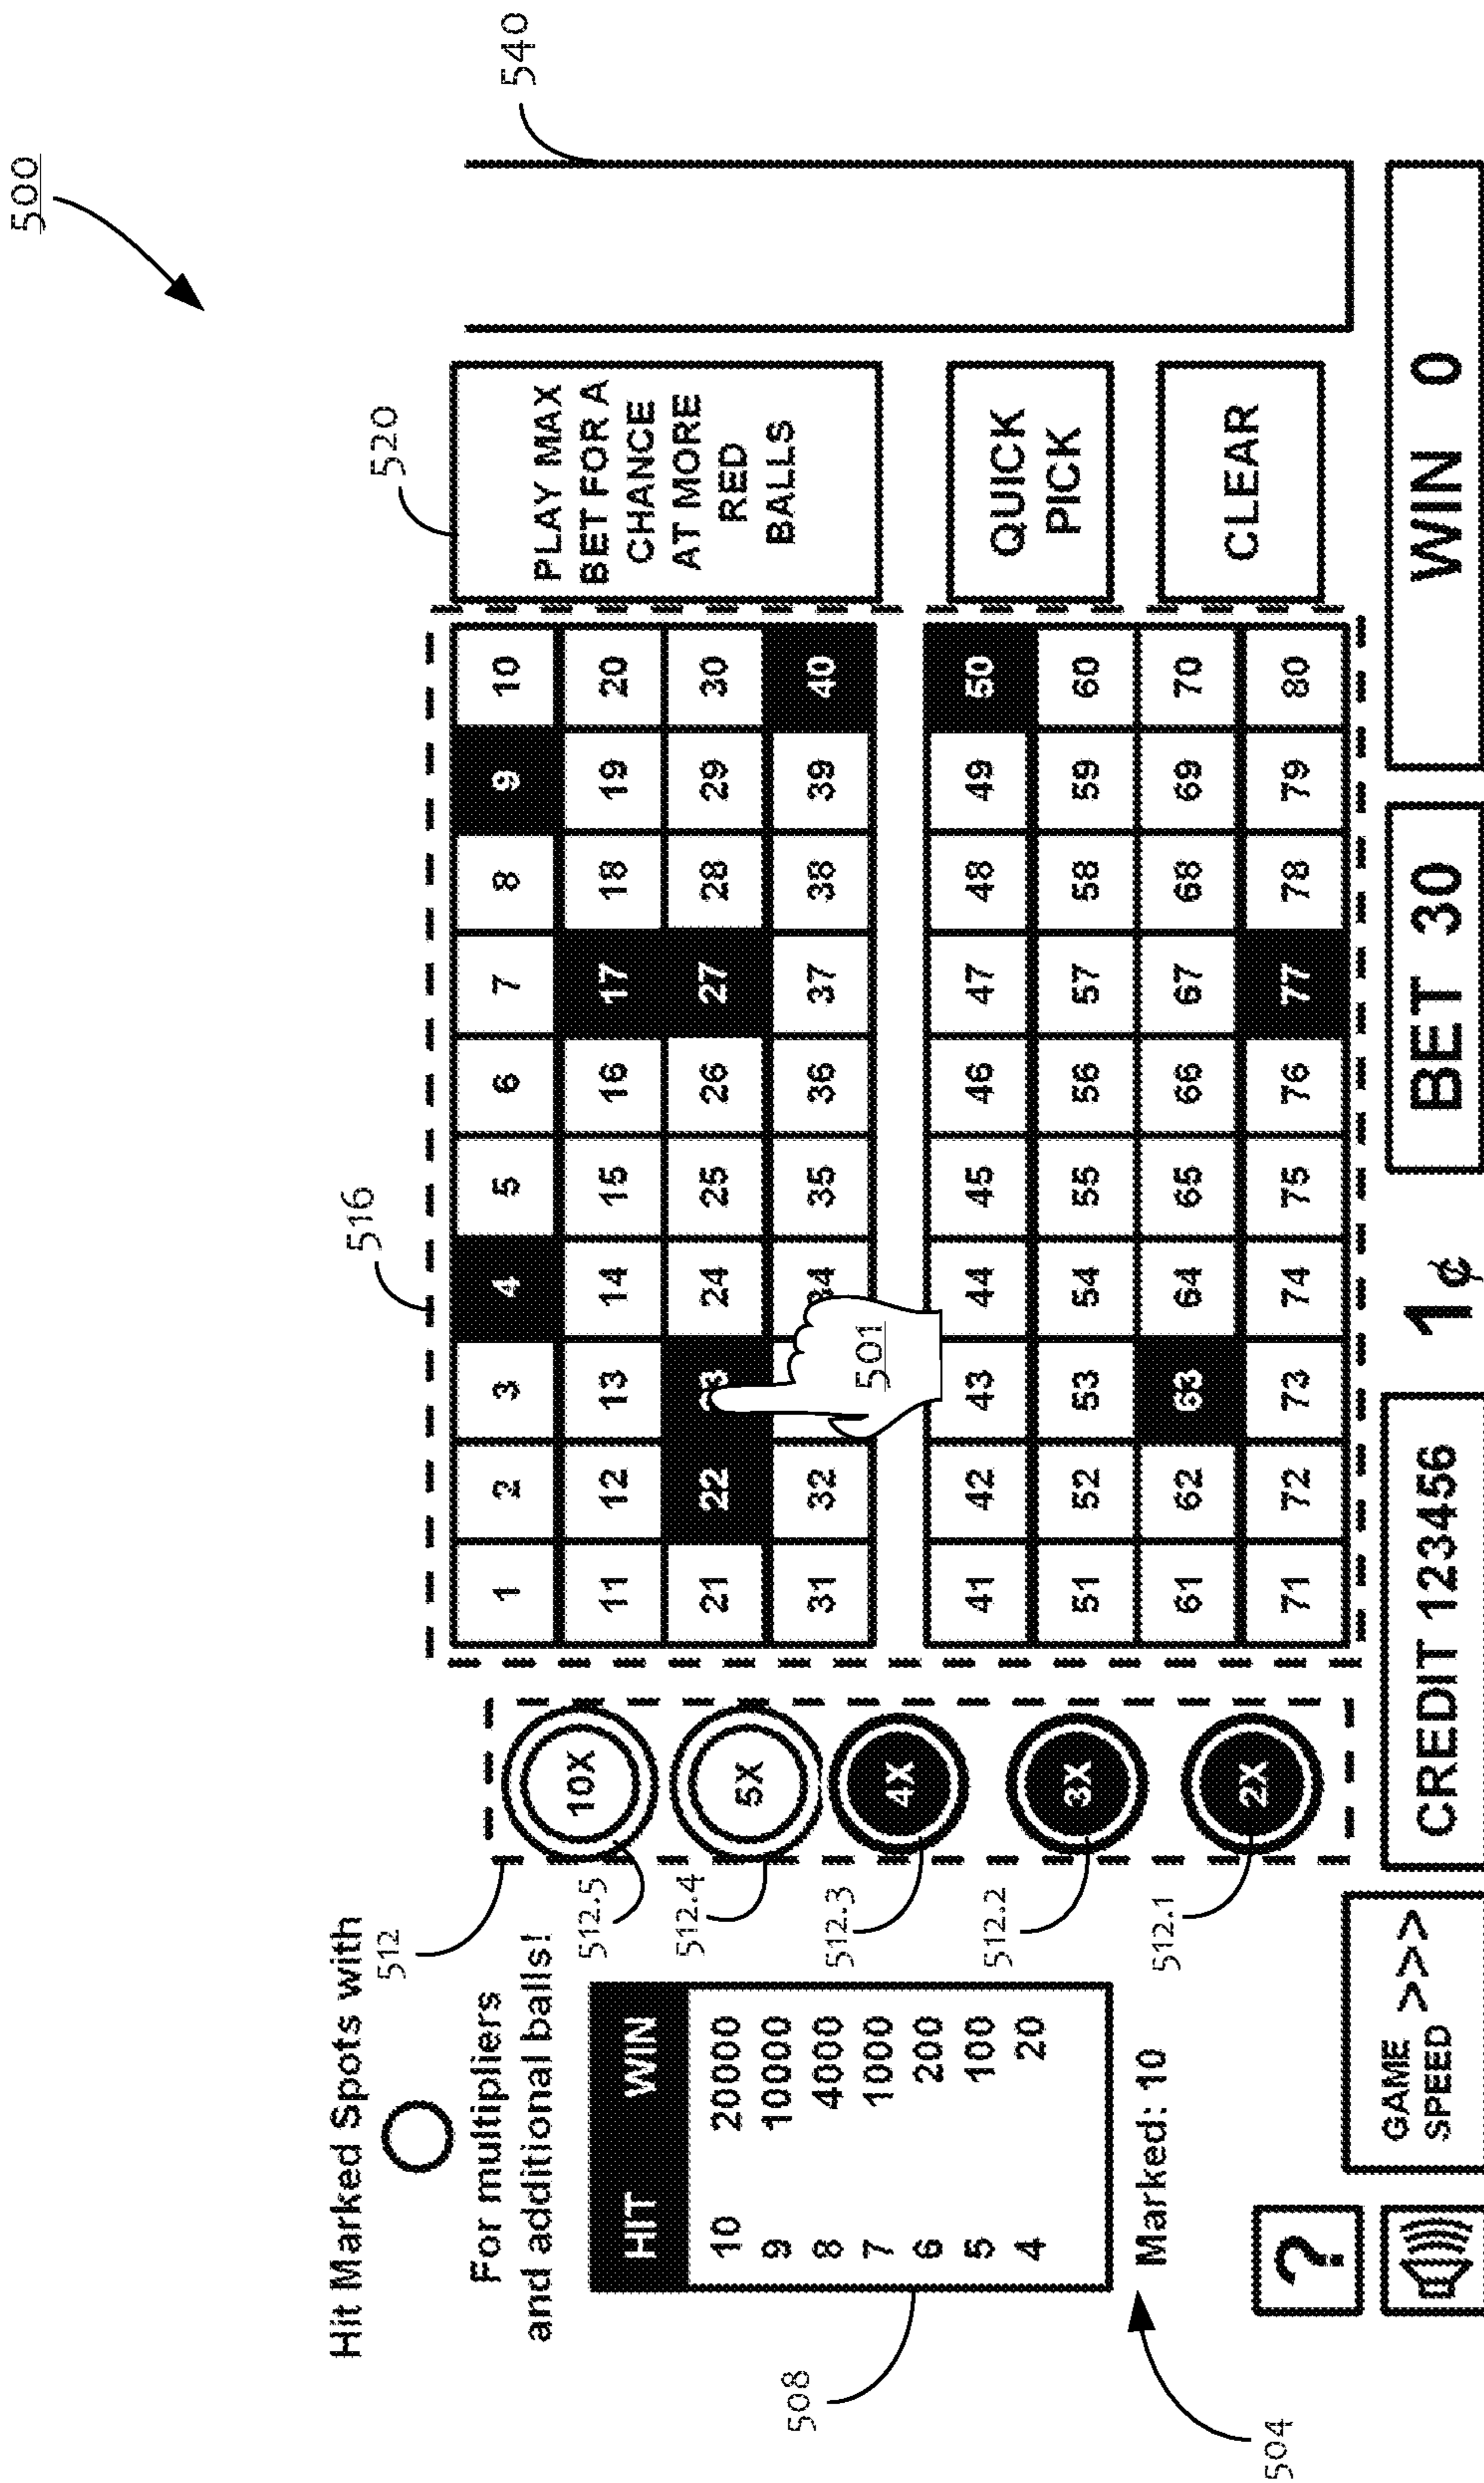 500
Hit Marked Spots with
For multipliers
and additional balls!
512
516
520
540
HIT WIN
10 20000
9 10000
8 4000
7 1000
6 200
5 100
4 20
508
Marked: 10
504
512.5
10X
512.4
5X
512.3
4X
512.2
3X
512.1
2X
1 2 3 4 5 6 7 8 9 10
11 12 13 14 15 16 17 18 19 20
21 22 24 25 26 27 28 29 30
31 32 35 36 37 38 39 40
501
41 42 43 44 45 46 47 48 49 50
51 52 53 54 55 56 57 58 59 60
61 62 63 64 65 66 67 68 69 70
71 72 73 74 75 76 77 78 79 80
PLAY MAX
BET FOR A
CHANCE
AT MORE
RED
BALLS
QUICK
PICK
CLEAR
?
GAME
SPEED >>>
CREDIT 123456
1¢
BET 30
WIN 0